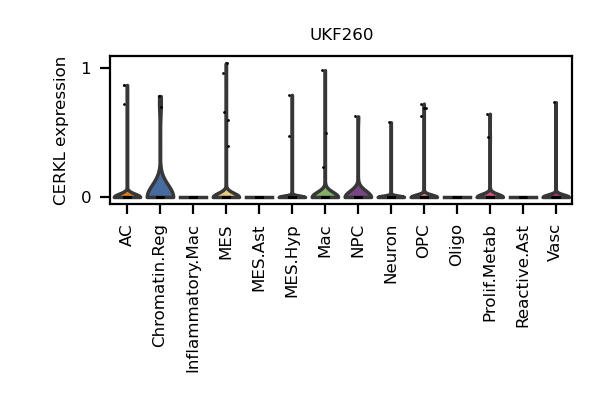 UKF260
CERKL expression
1
0
AC
Chromatin.Reg
Inflammatory.Mac
MES
MES.Ast
MES.Hyp
Mac
NPC
Neuron
OPC
Oligo
Prolif.Metab
Reactive.Ast
Vasc